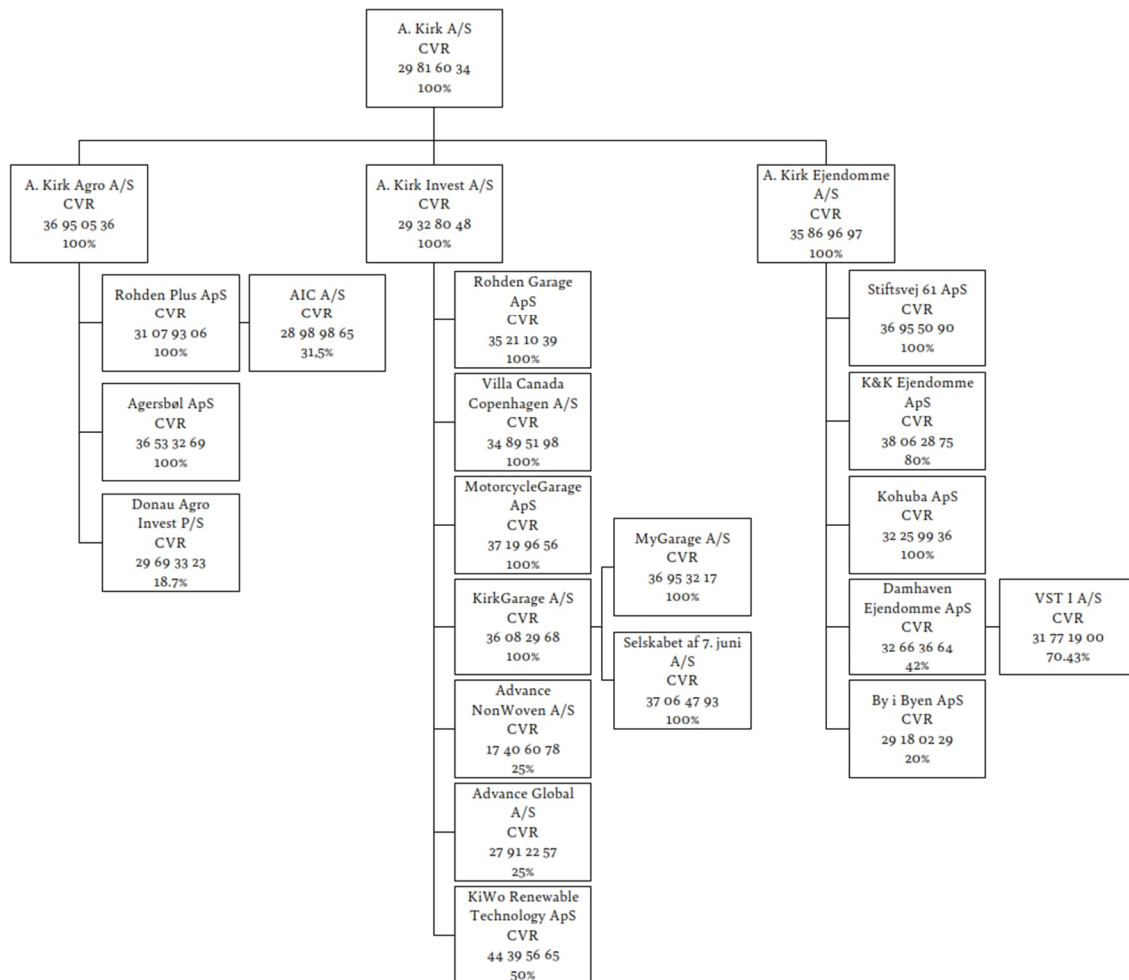 A. Kirk A/S
CVR
29 81 60 34
100%
A. Kirk Agro A/S
CVR
36 95 05 36
100%
Rohden Plus ApS
CVR
31 07 93 06
100%
AIC A/S
CVR
28 98 98 65
31,5%
Agersbøl ApS
CVR
36 53 32 69
100%
Donau Agro
Invest P/S
CVR
29 69 33 23
18.7%
A. Kirk Invest A/S
CVR
29 32 80 48
100%
Rohden Garage
ApS
CVR
35 21 10 39
100%
Villa Canada
Copenhagen A/S
CVR
34 89 51 98
100%
MotorcycleGarage
ApS
CVR
37 19 96 56
100%
KirkGarage A/S
CVR
36 08 29 68
100%
MyGarage A/S
CVR
36 95 32 17
100%
Selskabet af 7. juni
A/S
CVR
37 06 47 93
100%
Advance
NonWoven A/S
CVR
17 40 60 78
25%
Advance Global
A/S
CVR
27 91 22 57
25%
KiWo Renewable
Technology ApS
CVR
44 39 56 65
50%
A. Kirk Ejendomme
A/S
CVR
35 86 96 97
100%
Stiftsvej 61 ApS
CVR
36 95 50 90
100%
K&K Ejendomme
ApS
CVR
38 06 28 75
80%
Kohuba ApS
CVR
32 25 99 36
100%
Damhaven
Ejendomme ApS
CVR
32 66 36 64
42%
VST I A/S
CVR
31 77 19 00
70.43%
By i Byen ApS
CVR
29 18 02 29
20%